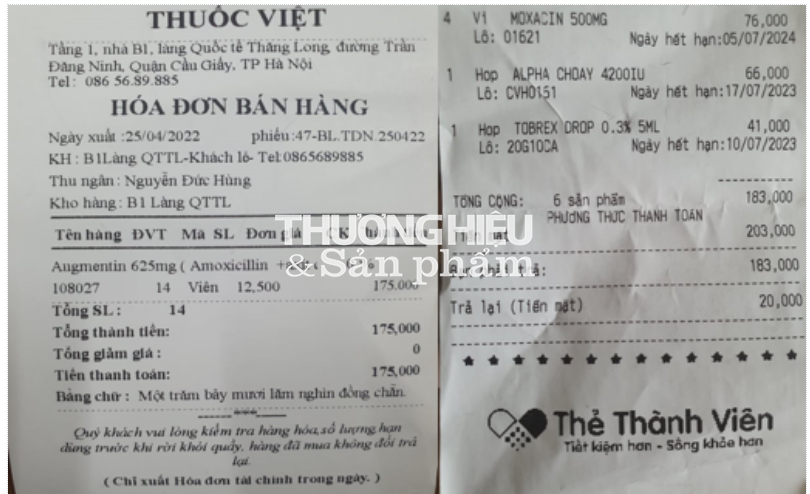 THUỐC VIỆT
Tầng 1, nhà B1, làng Quốc tế Thăng Long, đường Trần
Đăng Ninh, Quận Cầu Giấy, TP Hà Nội
Tel: 086 56.89.885
HÓA ĐƠN BÁN HÀNG
Ngày xuất :25/04/2022 phiếu:47-BL.TDN.250422
KH : B1Làng QTTL-Khách lẻ- Tel:0865689885
Thu ngân : Nguyễn Đức Hùng
Kho hàng : B1 Làng QTTL
Tên hàng ĐVT Mã SL Đơn giá CK
Augmentin 625mg ( Amoxicillin
108027 14 Viên 12,500 175.000
Tổng SL : 14
Tổng thành tiền: 175,000
Tổng giảm giá : 0
Tiền thanh toán: 175,000
Bằng chữ : Một trăm bảy mươi lăm nghìn đồng chẵn.
Quý khách vui lòng kiểm tra hàng hóa,số lượng,hạn
dùng trước khi rời khỏi quầy, hàng đã mua không đổi trả
lại.
( Chỉ xuất Hóa đơn tài chính trong ngày. )
4 Vỉ MOXACIN 500MG 76,000
Lô: 01621 Ngày hết hạn:05/07/2024
1 Hop ALPHA CHOAY 4200IU 66,000
Lô: CVH0151 Ngày hết hạn:17/07/2023
1 Hop TOBREX DROP 0.3% 5ML 41,000
Lô: 20G10CA Ngày hết hạn:10/07/2023
TỔNG CỘNG: 6 sản phẩm 183,000
PHƯƠNG THỨC THANH TOÁN
mặt 203,000
trả: 183,000
Trả lại (Tiền mặt) 20,000
* * * * * * * * * * * * * * *
Thẻ Thành Viên
Tiết kiệm hơn - Sống khỏe hơn
THƯƠNG HIỆU
& Sản phẩm